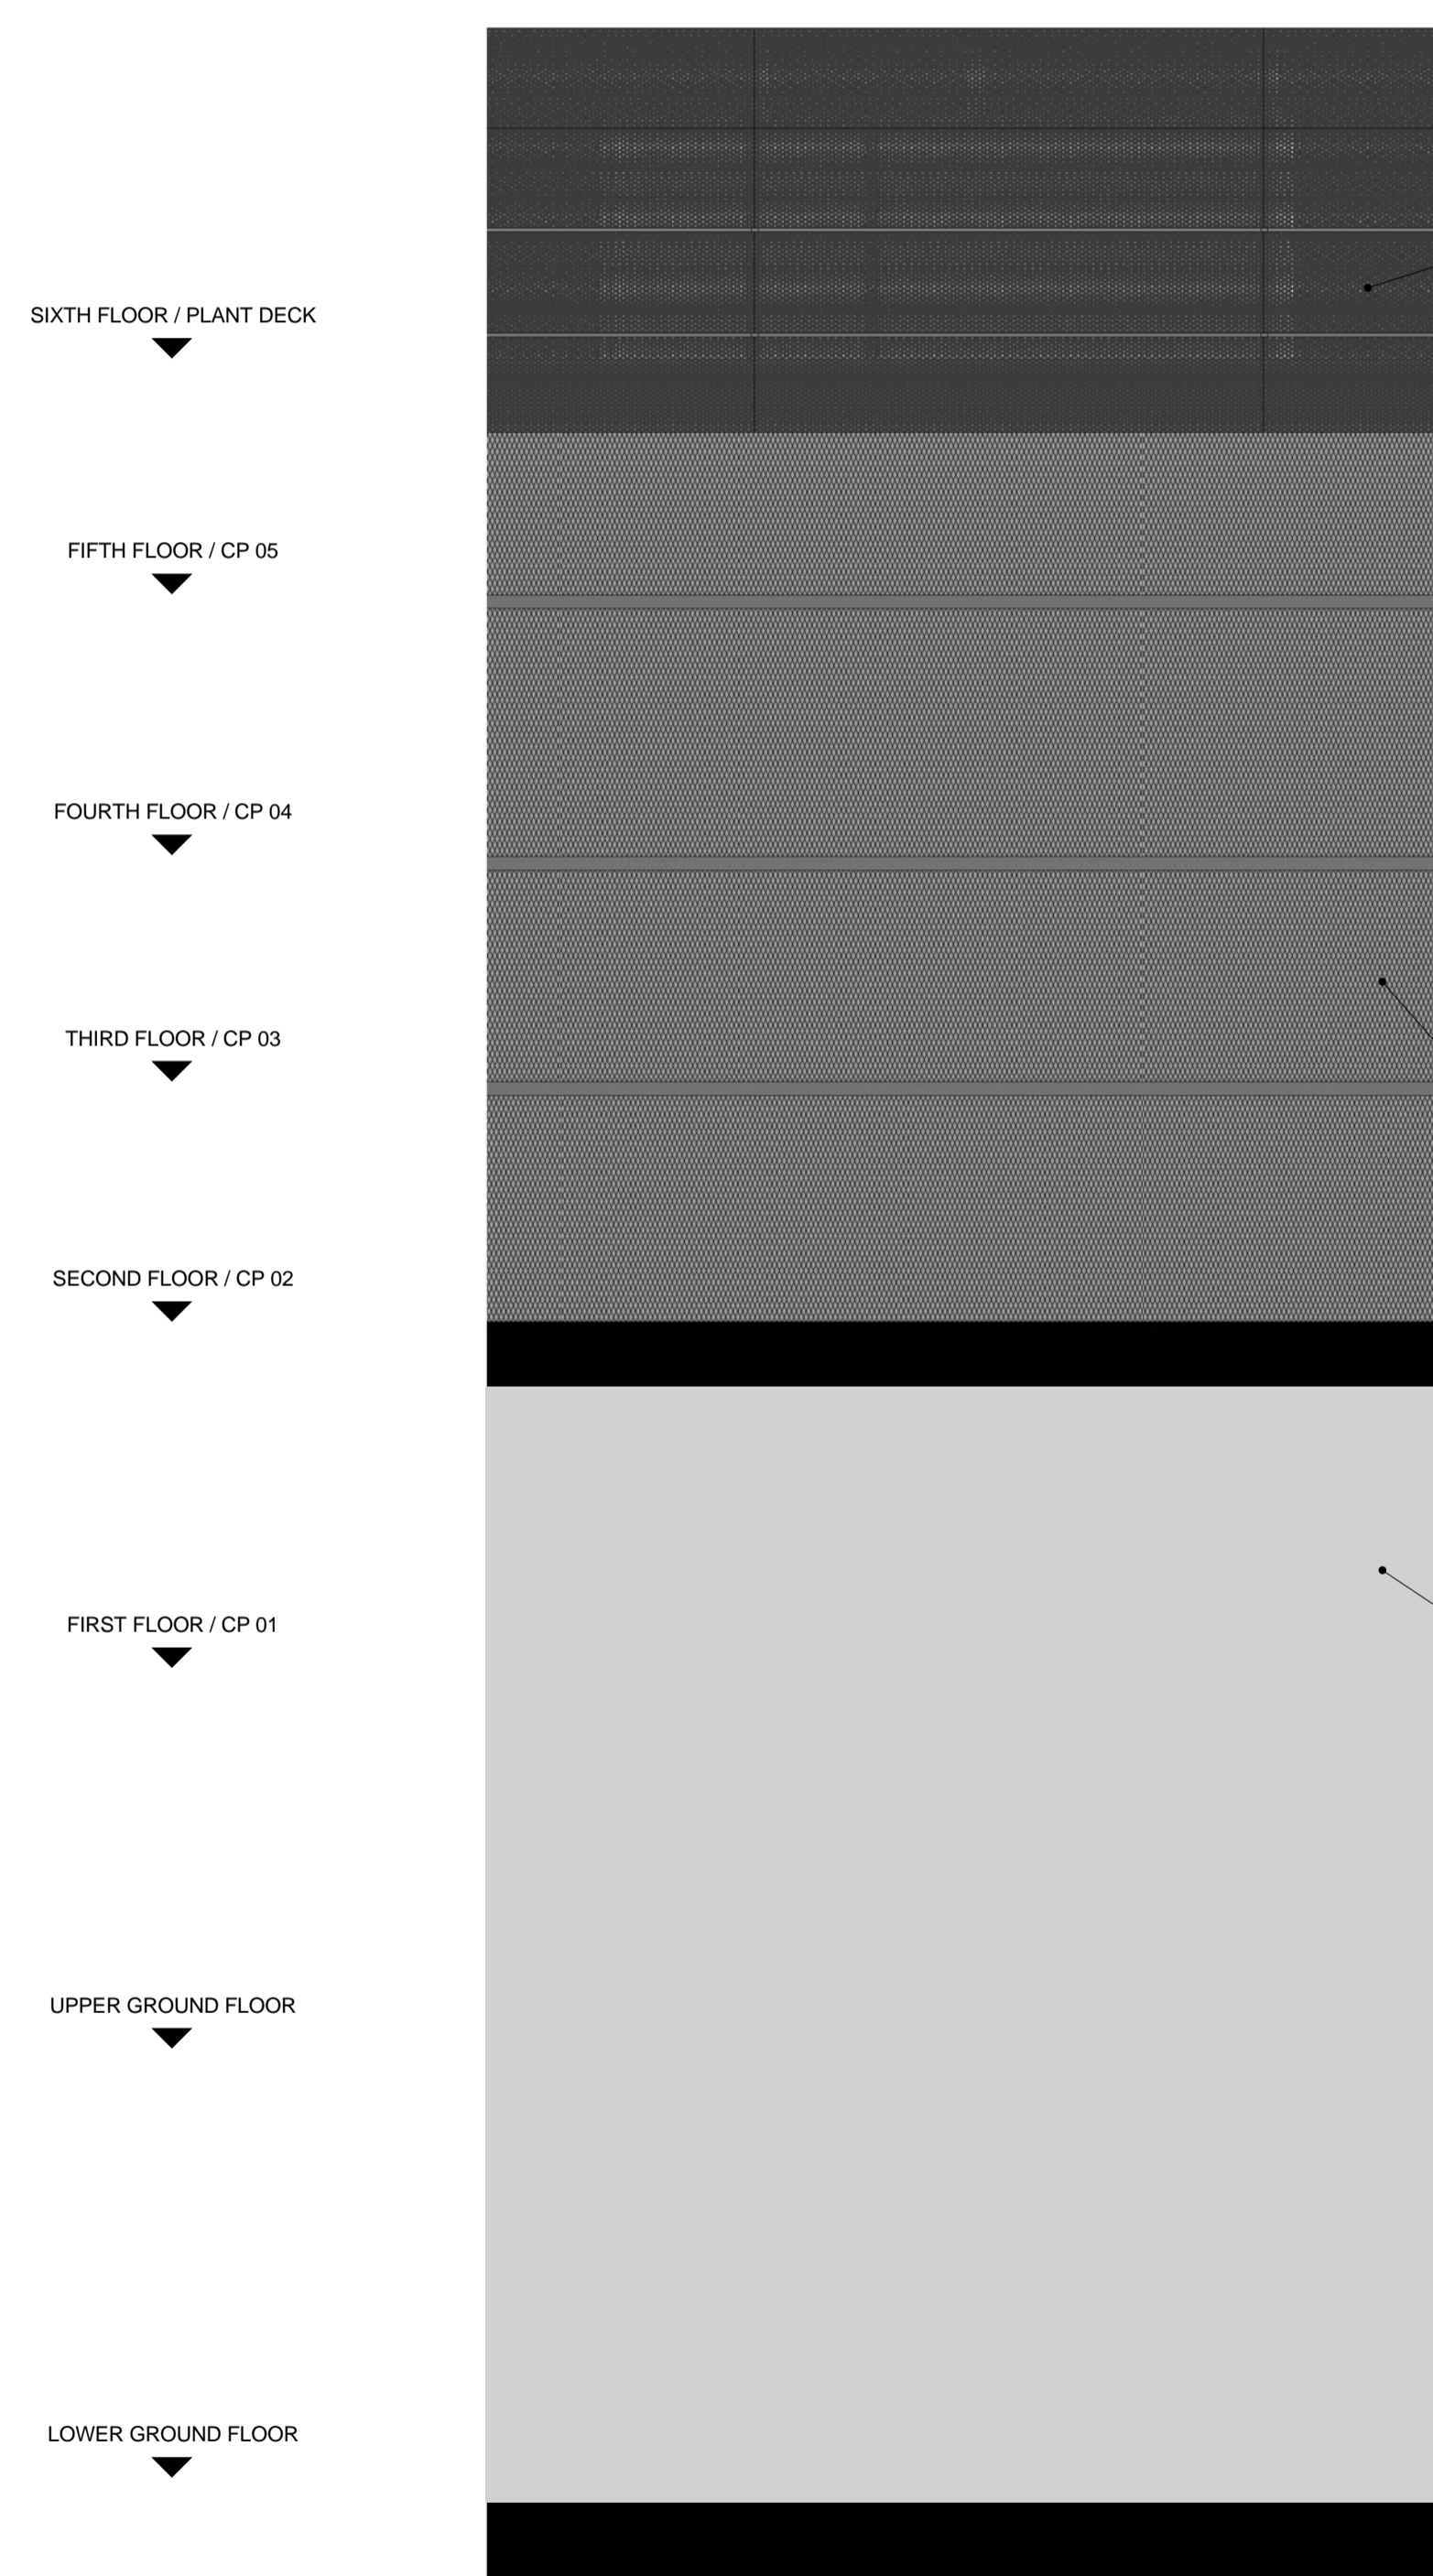 SIXTH FLOOR / PLANT DECK
FIFTH FLOOR / CP 05
FOURTH FLOOR / CP 04
THIRD FLOOR / CP 03
SECOND FLOOR / CP 02
FIRST FLOOR / CP 01
UPPER GROUND FLOOR
LOWER GROUND FLOOR